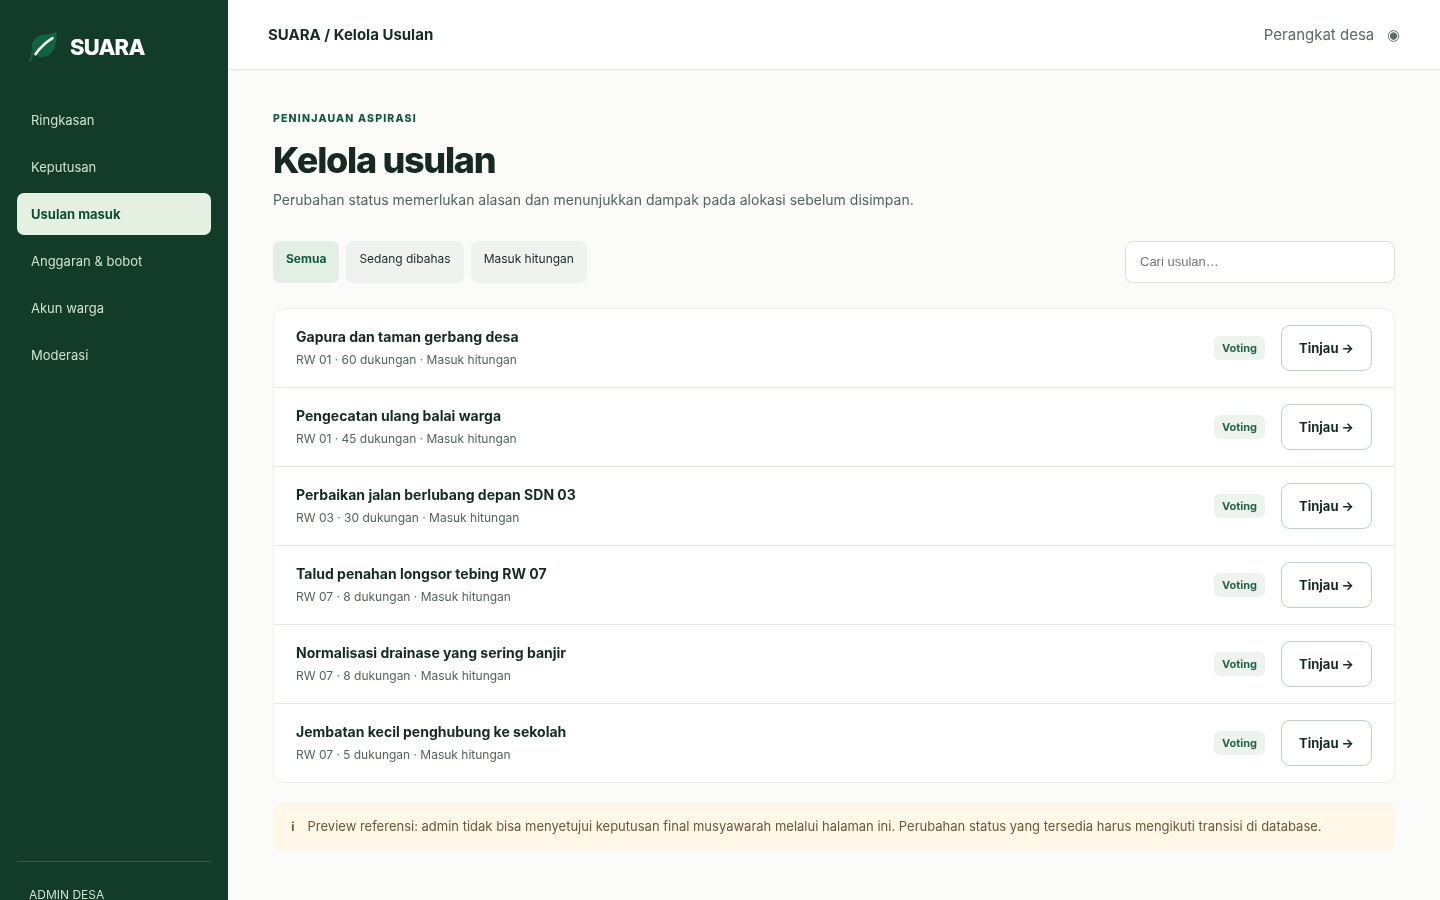 SUARA
Ringkasan
Keputusan
Usulan masuk
Anggaran & bobot
Akun warga
Moderasi
ADMIN DESA
SUARA / Kelola Usulan
Perangkat desa
PENINJAUAN ASPIRASI
Kelola usulan
Perubahan status memerlukan alasan dan menunjukkan dampak pada alokasi sebelum disimpan.
Semua
Sedang dibahas
Masuk hitungan
Cari usulan…
Gapura dan taman gerbang desa
RW 01 · 60 dukungan · Masuk hitungan
Voting
Tinjau →
Pengecatan ulang balai warga
RW 01 · 45 dukungan · Masuk hitungan
Voting
Tinjau →
Perbaikan jalan berlubang depan SDN 03
RW 03 · 30 dukungan · Masuk hitungan
Voting
Tinjau →
Talud penahan longsor tebing RW 07
RW 07 · 8 dukungan · Masuk hitungan
Voting
Tinjau →
Normalisasi drainase yang sering banjir
RW 07 · 8 dukungan · Masuk hitungan
Voting
Tinjau →
Jembatan kecil penghubung ke sekolah
RW 07 · 5 dukungan · Masuk hitungan
Voting
Tinjau →
i Preview referensi: admin tidak bisa menyetujui keputusan final musyawarah melalui halaman ini. Perubahan status yang tersedia harus mengikuti transisi di database.